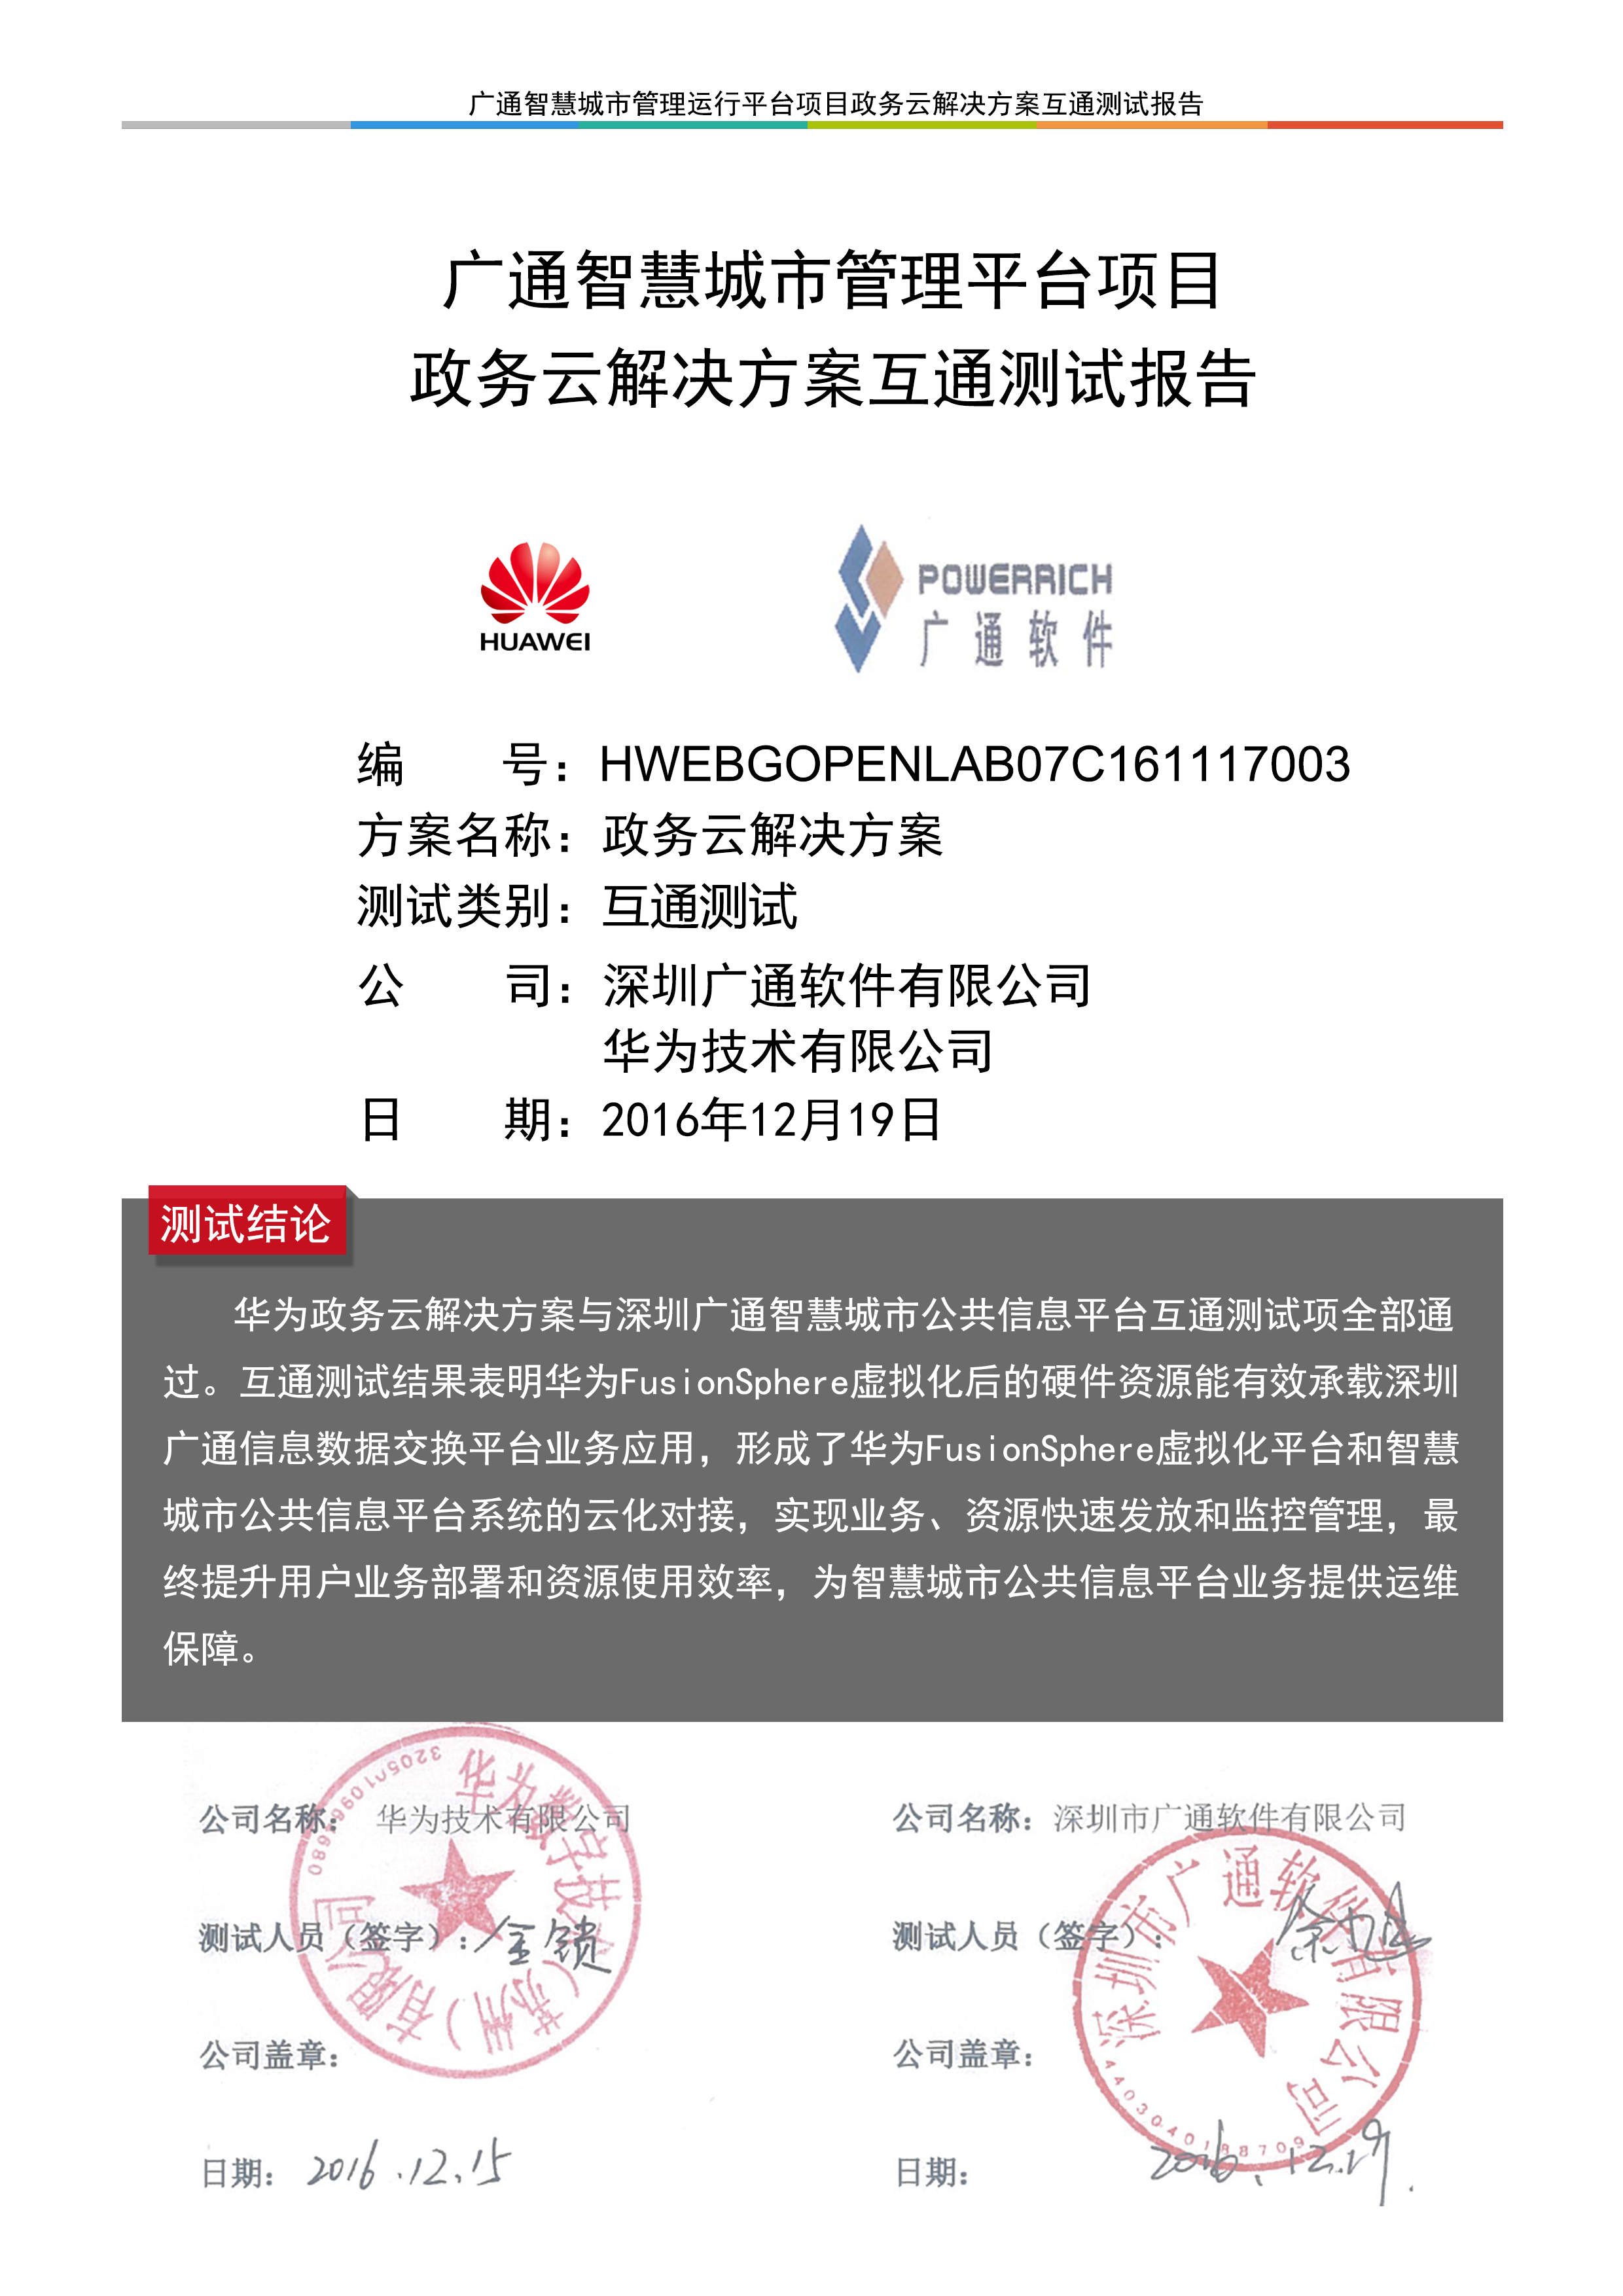 广通智慧城市管理运行平台项目政务云解决方案互通测试报告
广通智慧城市管理平台项目
政务云解决方案互通测试报告
HUAWEI
POWERRICH
广通软件
编 号：HWEBGOPENLAB07C161117003
方案名称：政务云解决方案
测试类别：互通测试
公 司：深圳广通软件有限公司
华为技术有限公司
日 期：2016年12月19日
测试结论
华为政务云解决方案与深圳广通智慧城市公共信息平台互通测试项全部通
过。互通测试结果表明华为FusionSphere虚拟化后的硬件资源能有效承载深圳
广通信息数据交换平台业务应用，形成了华为FusionSphere虚拟化平台和智慧
城市公共信息平台系统的云化对接，实现业务、资源快速发放和监控管理，最
终提升用户业务部署和资源使用效率，为智慧城市公共信息平台业务提供运维
保障。
公司名称： 华为技术有限公司
测试人员（签字）：
公司盖章：
日期：2016.12.15
华为数字技术（苏州）有限公司
公司名称：深圳市广通软件有限公司
测试人员（签字）：
公司盖章：
日期：2016.12.19.
深圳市广通软件有限公司
4403040188709